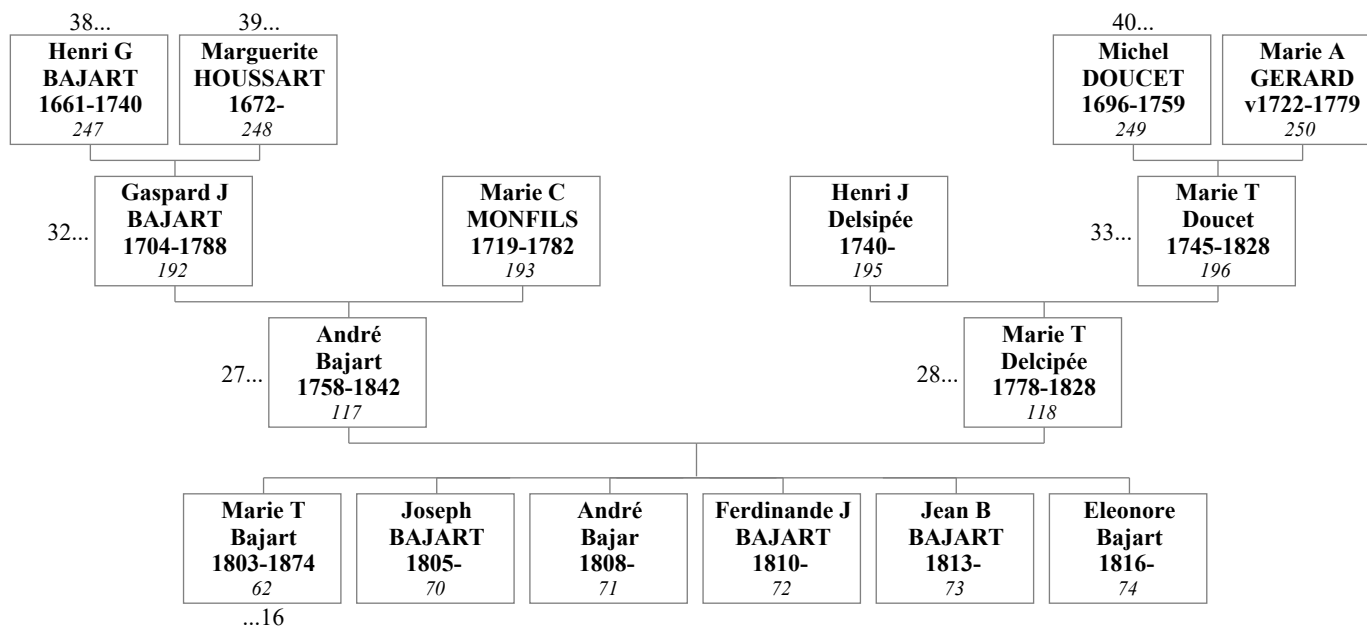 38...
39...
40...
Henri G
BAJART
1661-1740
247
Marguerite
HOUSSART
1672-
248
Michel
DOUCET
1696-1759
249
Marie A
GERARD
v1722-1779
250
32...
Gaspard J
BAJART
1704-1788
192
Marie C
MONFILS
1719-1782
193
Henri J
Delsipée
1740-
195
33...
Marie T
Doucet
1745-1828
196
27...
André
Bajart
1758-1842
117
28...
Marie T
Delcipée
1778-1828
118
Marie T
Bajart
1803-1874
62
Joseph
BAJART
1805-
70
André
Bajar
1808-
71
Ferdinande J
BAJART
1810-
72
Jean B
BAJART
1813-
73
Eleonore
Bajart
1816-
74
...16